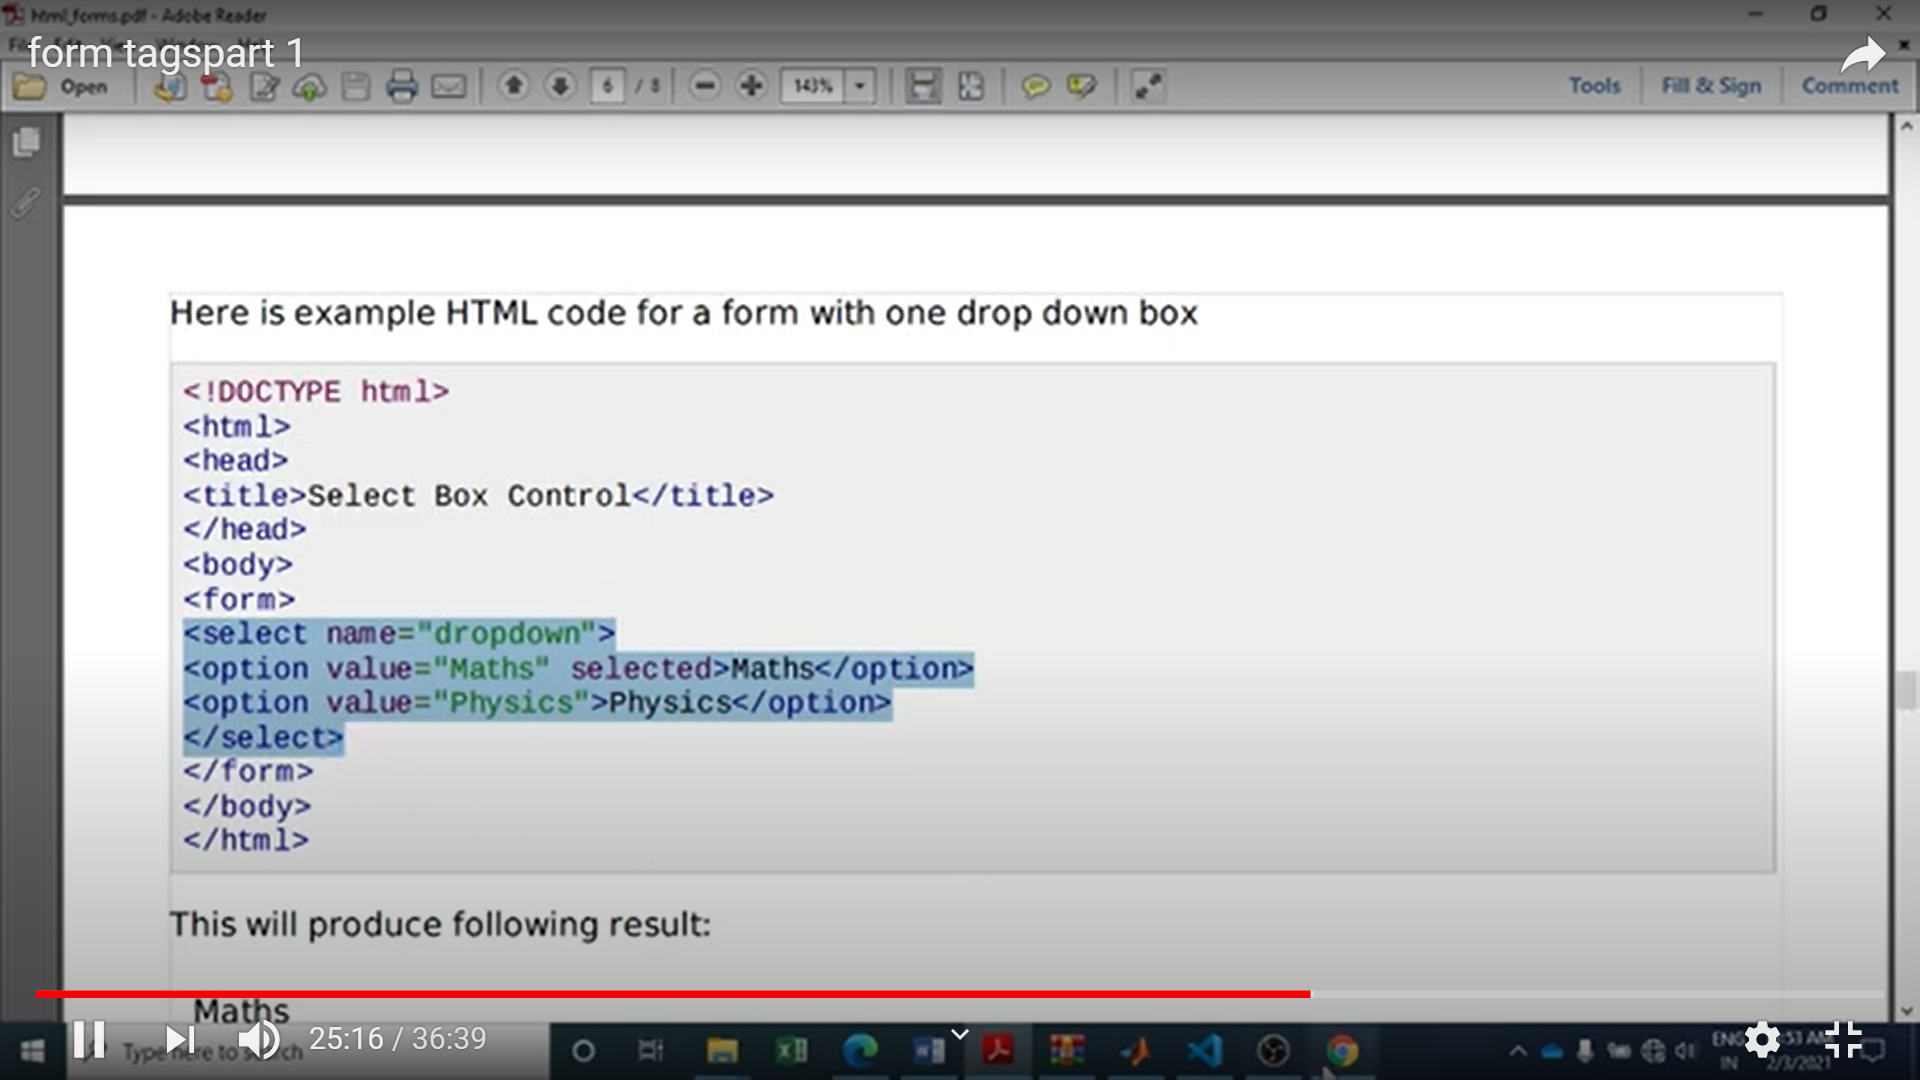 html_forms.pdf - Adobe Reader
form tagspart 1
Open 6 / 8 143% Tools Fill & Sign Comment
Here is example HTML code for a form with one drop down box
<!DOCTYPE html>
<html>
<head>
<title>Select Box Control</title>
</head>
<body>
<form>
<select name="dropdown">
<option value="Maths" selected>Maths</option>
<option value="Physics">Physics</option>
</select>
</form>
</body>
</html>
This will produce following result:
Maths
25:16 / 36:39
Type here to search
ENG
IN 2/3/2021